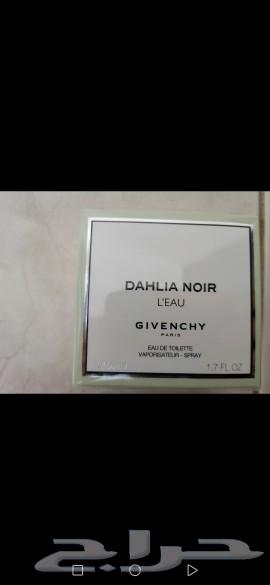 DAHLIA NOIR
L'EAU
GIVENCHY
PARIS
EAU DE TOILETTE
VAPORISATEUR - SPRAY
1.7 FL.OZ
حراج